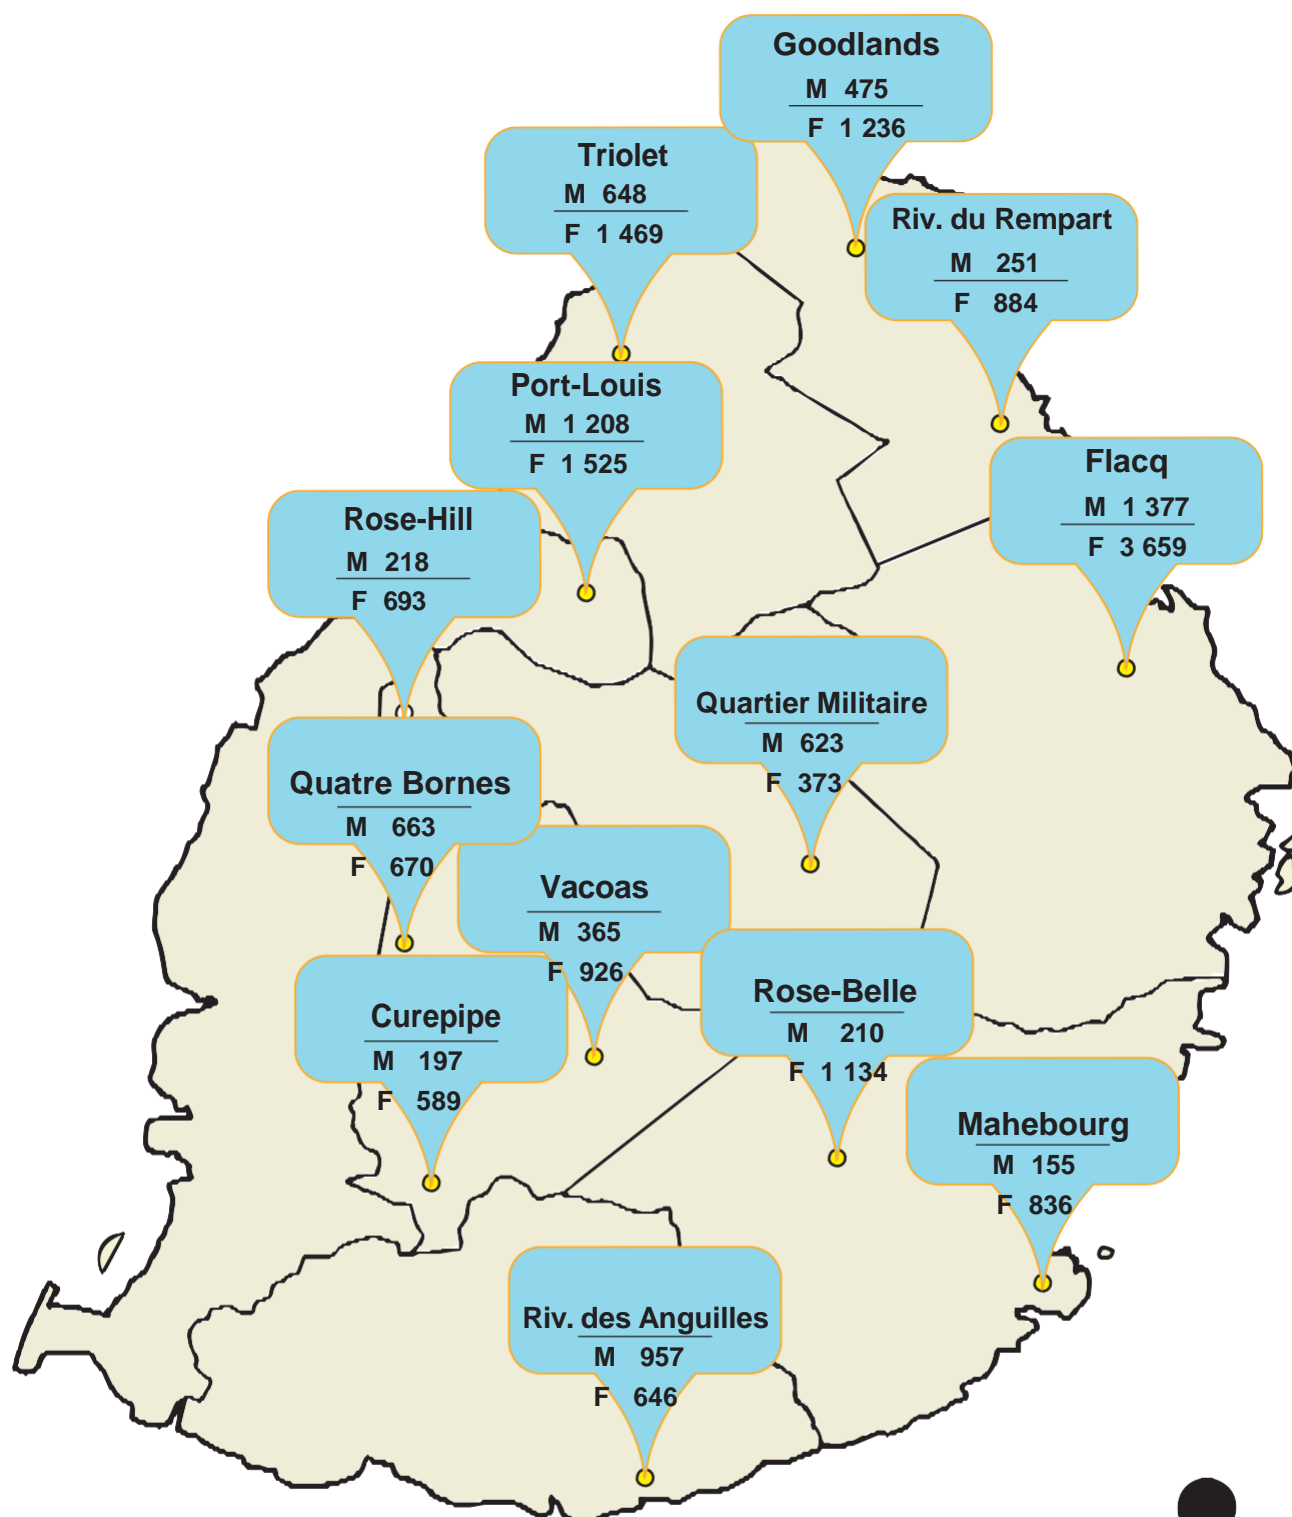 Goodlands
M 475
F 1 236
Triolet
M 648
F 1 469
Riv. du Rempart
M 251
F 884
Port-Louis
M 1 208
F 1 525
Flacq
M 1 377
F 3 659
Rose-Hill
M 218
F 693
Quartier Militaire
M 623
F 373
Quatre Bornes
M 663
F 670
Vacoas
M 365
F 926
Rose-Belle
M 210
F 1 134
Curepipe
M 197
F 589
Mahebourg
M 155
F 836
Riv. des Anguilles
M 957
F 646